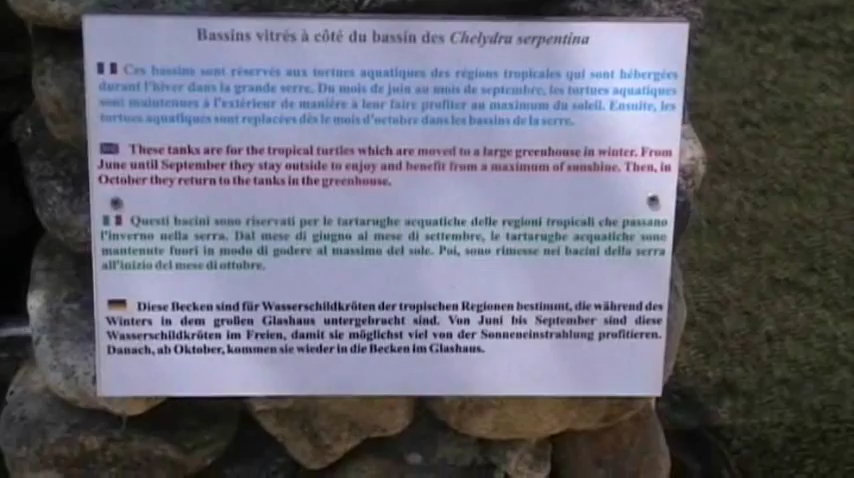 Bassins vitrés à côté du bassin des Chelydra serpentina
Ces bassins sont réservés aux tortues aquatiques des régions tropicales qui sont hébergées
durant l'hiver dans la grande serre. Du mois de juin au mois de septembre, les tortues aquatiques
sont maintenues à l'extérieur de manière à leur faire profiter au maximum du soleil. Ensuite, les
tortues aquatiques sont replacées dès le mois d'octobre dans les bassins de la serre.
These tanks are for the tropical turtles which are moved to a large greenhouse in winter. From
June until September they stay outside to enjoy and benefit from a maximum of sunshine. Then, in
October they return to the tanks in the greenhouse.
Questi bacini sono riservati per le tartarughe acquatiche delle regioni tropicali che passano
l'inverno nella serra. Dal mese di giugno al mese di settembre, le tartarughe acquatiche sono
mantenute fuori in modo di godere al massimo del sole. Poi, sono rimesse nei bacini della serra
all'inizio del mese di ottobre.
Diese Becken sind für Wasserschildkröten der tropischen Regionen bestimmt, die während des
Winters in dem großen Glashaus untergebracht sind. Von Juni bis September sind diese
Wasserschildkröten im Freien, damit sie möglichst viel von der Sonneneinstrahlung profitieren.
Danach, ab Oktober, kommen sie wieder in die Becken im Glashaus.